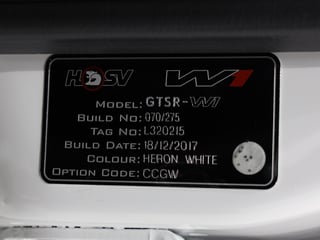 HSV W1
MODEL: GTSR-W1
BUILD NO: 070/275
TAG NO: L320215
BUILD DATE: 18/12/2017
COLOUR: HERON WHITE
OPTION CODE: CCGW